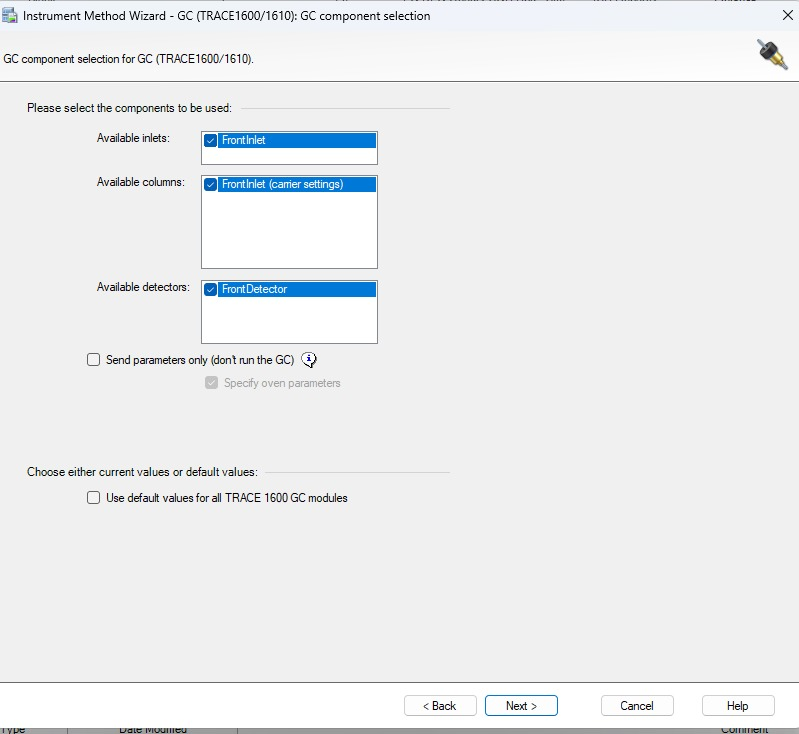 Instrument Method Wizard - GC (TRACE1600/1610): GC component selection
GC component selection for GC (TRACE1600/1610).
Please select the components to be used:
Available inlets:
FrontInlet
Available columns:
FrontInlet (carrier settings)
Available detectors:
FrontDetector
Send parameters only (don't run the GC)
Specify oven parameters
Choose either current values or default values:
Use default values for all TRACE 1600 GC modules
< Back
Next >
Cancel
Help
Type
Date Modified
Comment